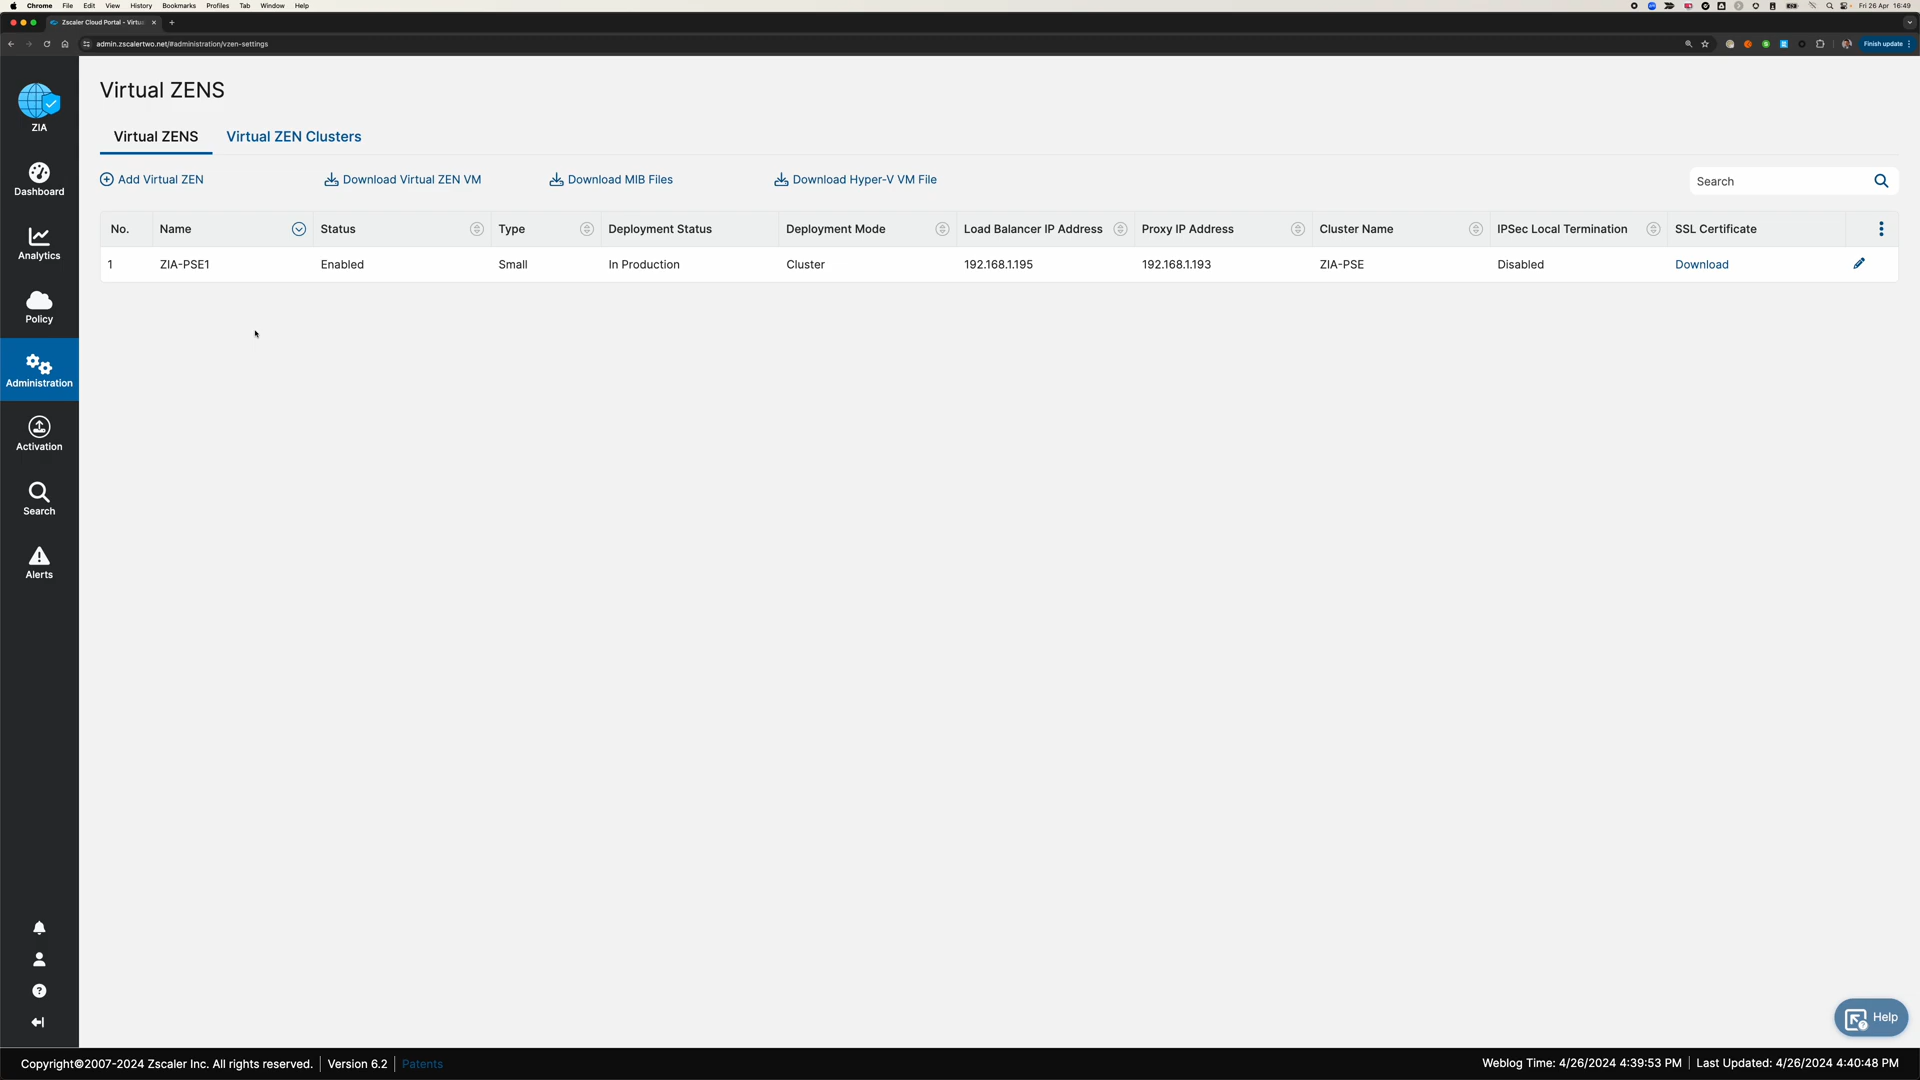 Chrome File Edit View History Bookmarks Profiles Tab Window Help Fri 26 Apr 16:49
Zscaler Cloud Portal - Virtu
admin.zscalertwo.net/#administration/vzen-settings Finish update
ZIA
Dashboard
Analytics
Policy
Administration
Activation
Search
Alerts
Virtual ZENS
Virtual ZENS Virtual ZEN Clusters
Add Virtual ZEN Download Virtual ZEN VM Download MIB Files Download Hyper-V VM File Search
No. Name Status Type Deployment Status Deployment Mode Load Balancer IP Address Proxy IP Address Cluster Name IPSec Local Termination SSL Certificate
1 ZIA-PSE1 Enabled Small In Production Cluster 192.168.1.195 192.168.1.193 ZIA-PSE Disabled Download
Help
Copyright©2007-2024 Zscaler Inc. All rights reserved. Version 6.2 Patents Weblog Time: 4/26/2024 4:39:53 PM Last Updated: 4/26/2024 4:40:48 PM